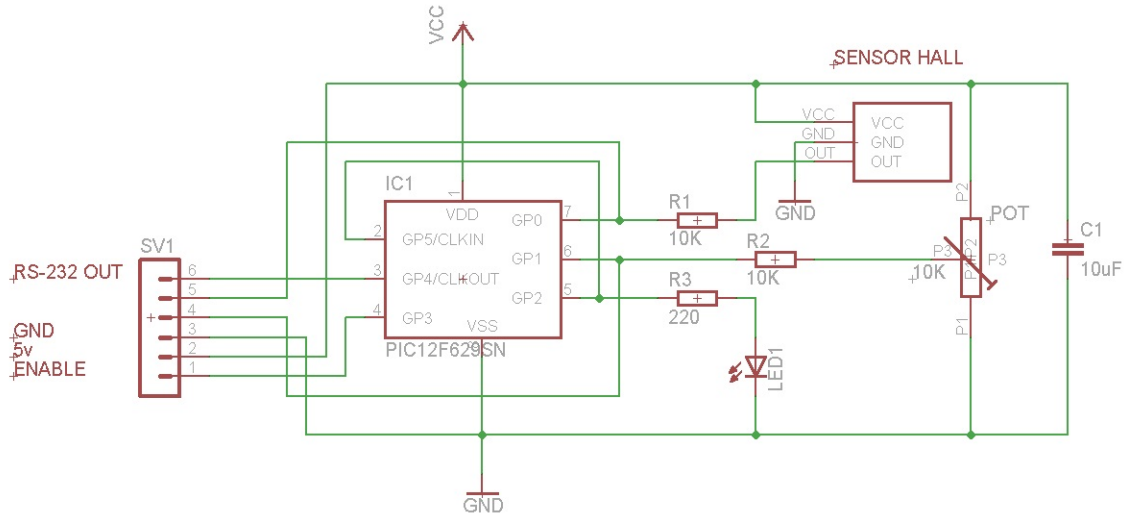 VCC
SENSOR HALL
VCC
GND
OUT
VCC
GND
OUT
GND
IC1
1
VDD
2
GP5/CLKIN
GP0
7
3
GP4/CLKOUT
GP1
6
4
GP3
GP2
5
VSS
PIC12F629SN
SV1
RS-232 OUT
6
5
4
GND
3
5v
2
ENABLE
1
R1
10K
R2
10K
R3
220
LED1
P2
POT
P3
P3
10K
P1
C1
10uF
GND